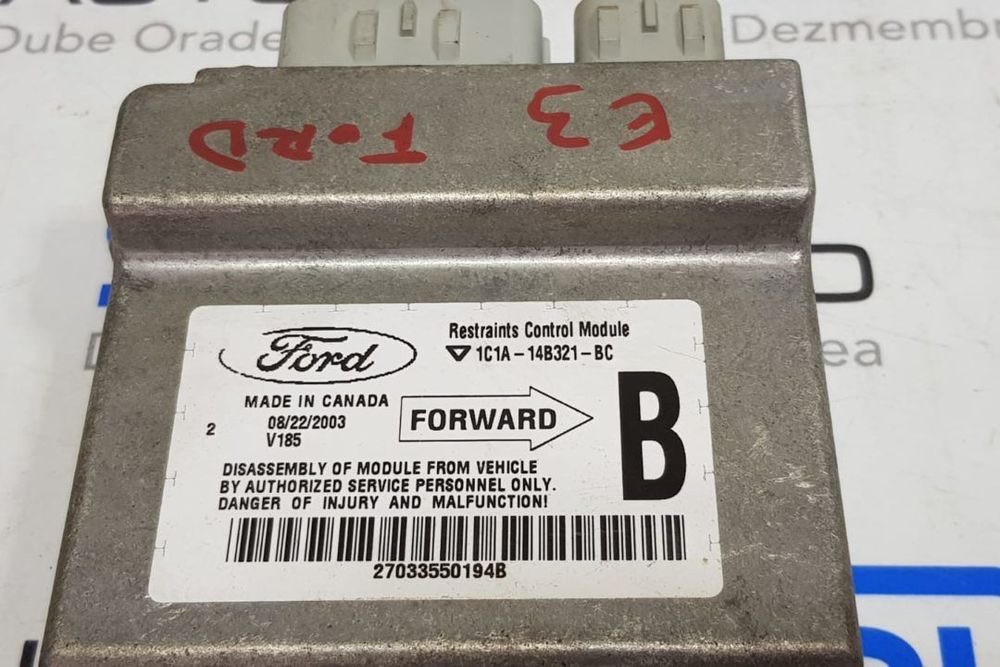 Dube Orade
Dezmembr
E3
FORD
Ford
Restraints Control Module
1C1A-14B321-BC
MADE IN CANADA
08/22/2003
2
V185
FORWARD
B
DISASSEMBLY OF MODULE FROM VEHICLE
BY AUTHORIZED SERVICE PERSONNEL ONLY.
DANGER OF INJURY AND MALFUNCTION!
27033550194B